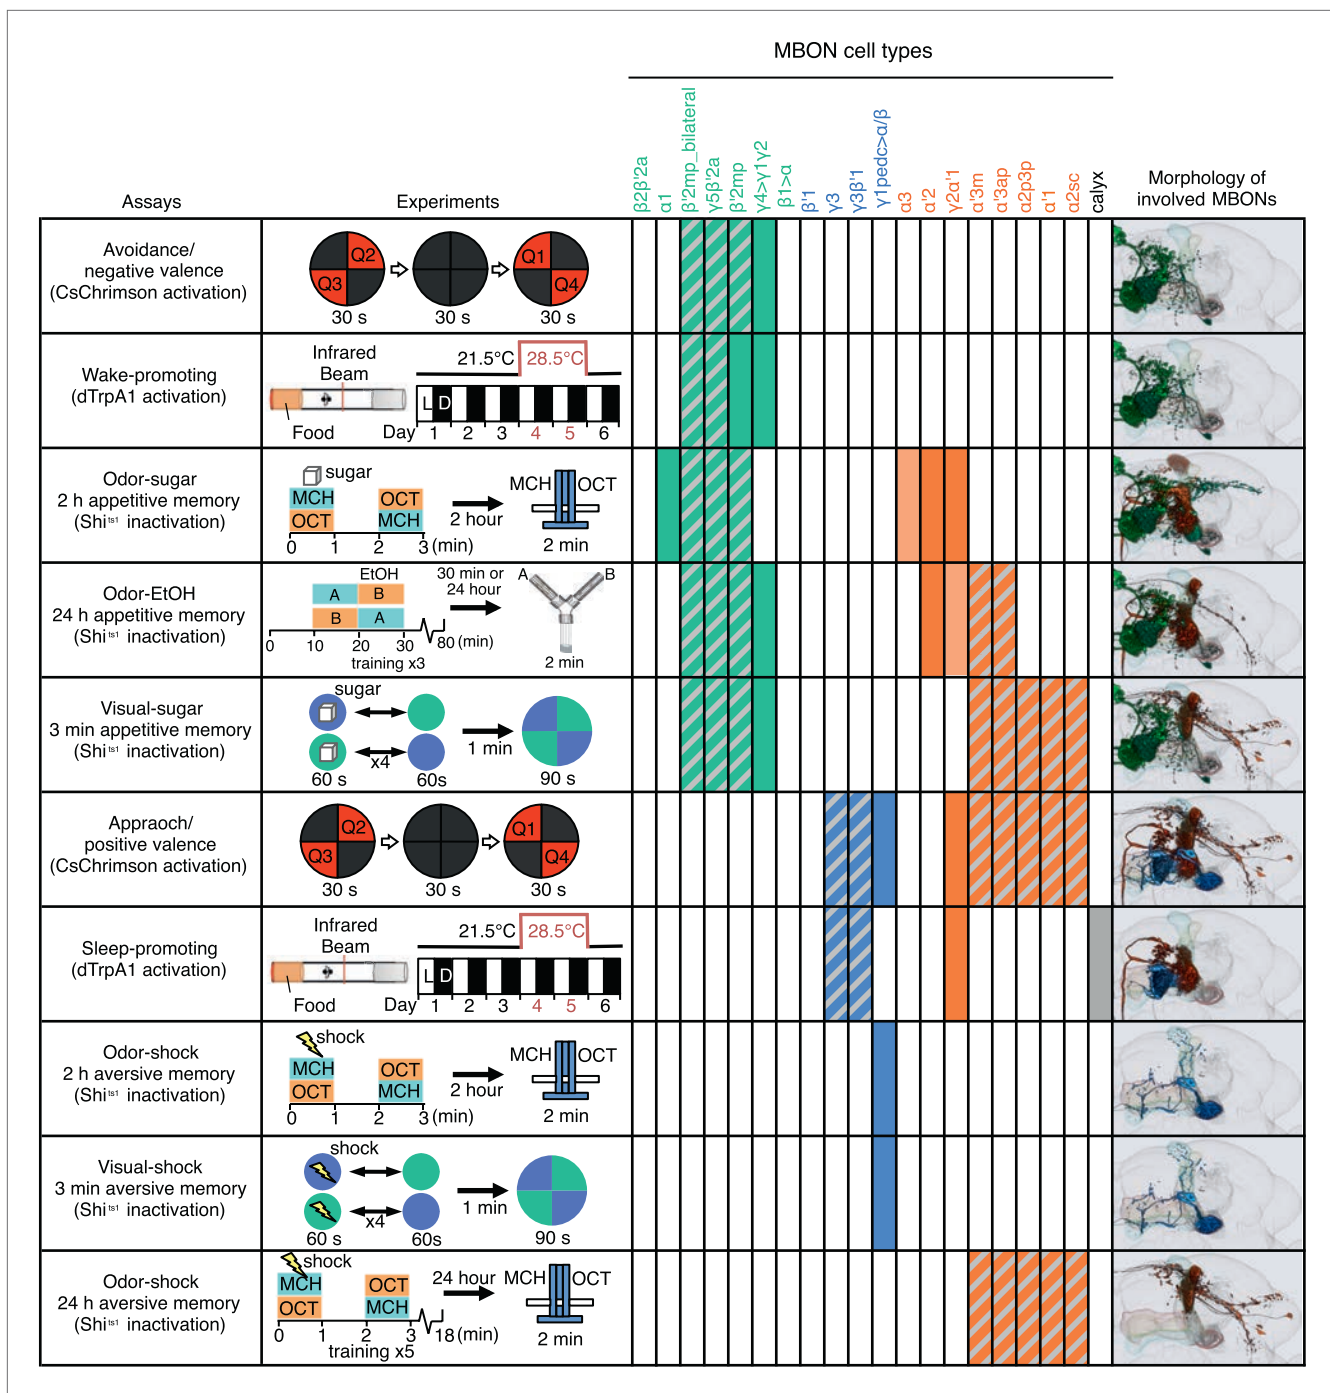 MBON cell types
Assays
Experiments
β2β'2a
α1
β'2mp_bilateral
γ5β'2a
β'2mp
γ4>γ1γ2
β1>α
β'1
γ3
γ3β'1
γ1pedc>α/β
α3
α'2
γ2α'1
α'3m
α'3ap
α2p3p
α'1
α2sc
calyx
Morphology of
involved MBONs
Avoidance/
negative valence
(CsChrimson activation)
Q2
Q3
Q1
Q4
30 s
30 s
30 s
Wake-promoting
(dTrpA1 activation)
Infrared
Beam
Food
21.5°C
28.5°C
L D
Day 1 2 3 4 5 6
Odor-sugar
2 h appetitive memory
(Shi^ts1 inactivation)
sugar
MCH OCT
OCT MCH
0 1 2 3 (min)
2 hour
MCH OCT
2 min
Odor-EtOH
24 h appetitive memory
(Shi^ts1 inactivation)
EtOH
A B
B A
0 10 20 30 80 (min)
training x3
30 min or
24 hour
A B
2 min
Visual-sugar
3 min appetitive memory
(Shi^ts1 inactivation)
sugar
x4
60 s 60s
1 min
90 s
Appraoch/
positive valence
(CsChrimson activation)
Q2
Q3
Q1
Q4
30 s
30 s
30 s
Sleep-promoting
(dTrpA1 activation)
Infrared
Beam
Food
21.5°C
28.5°C
L D
Day 1 2 3 4 5 6
Odor-shock
2 h aversive memory
(Shi^ts1 inactivation)
shock
MCH OCT
OCT MCH
0 1 2 3 (min)
2 hour
MCH OCT
2 min
Visual-shock
3 min aversive memory
(Shi^ts1 inactivation)
shock
x4
60 s 60s
1 min
90 s
Odor-shock
24 h aversive memory
(Shi^ts1 inactivation)
shock
MCH OCT
OCT MCH
0 1 2 3 18 (min)
training x5
24 hour
MCH OCT
2 min